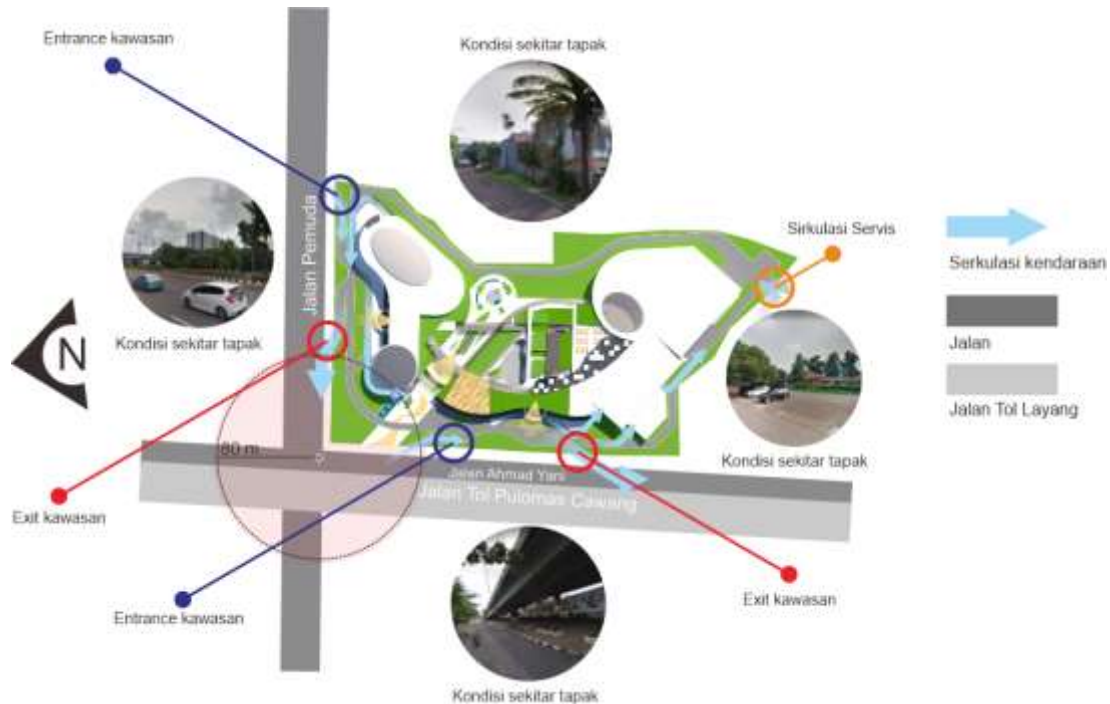 Entrance kawasan
Kondisi sekitar tapak
Jalan Pemuda
Sirkulasi Servis
Serkulasi kendaraan
N
Kondisi sekitar tapak
Jalan
Jalan Tol Layang
80 m
Kondisi sekitar tapak
Jalan Ahmad Yani
Jalan Tol Pulomas Cawang
Exit kawasan
Entrance kawasan
Exit kawasan
Kondisi sekitar tapak